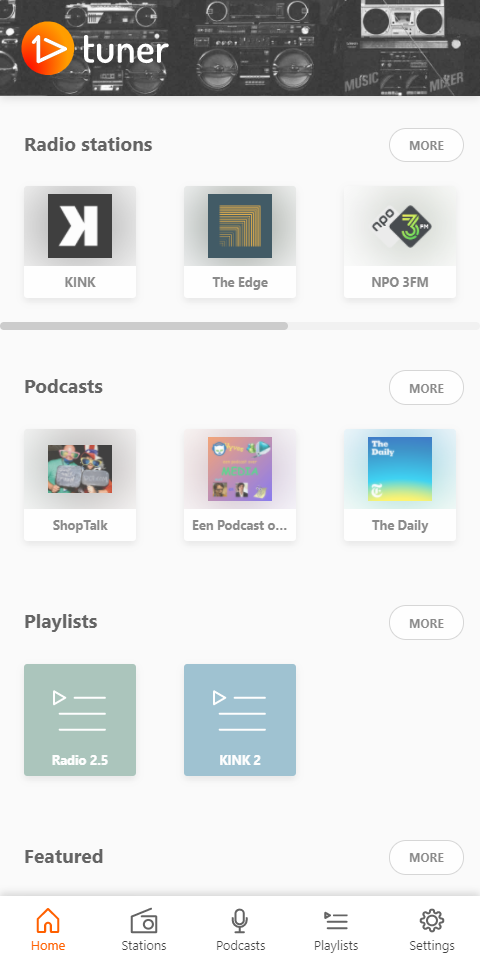 tuner
MUSIC MIXER
Radio stations
MORE
KINK
The Edge
npo
3FM
NPO 3FM
Podcasts
MORE
The
Daily
ShopTalk
Een Podcast o...
The Daily
Playlists
MORE
Radio 2.5
KINK 2
Featured
MORE
Home
Stations
Podcasts
Playlists
Settings